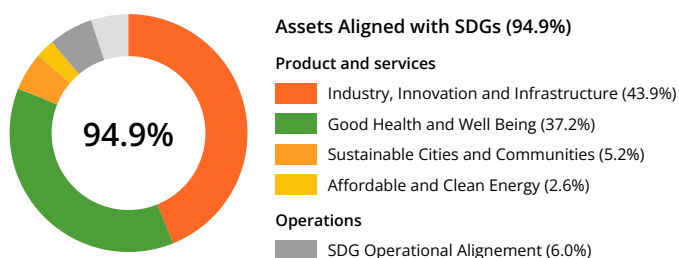 94.9%
Assets Aligned with SDGs (94.9%)
Product and services
Industry, Innovation and Infrastructure (43.9%)
Good Health and Well Being (37.2%)
Sustainable Cities and Communities (5.2%)
Affordable and Clean Energy (2.6%)
Operations
SDG Operational Alignement (6.0%)